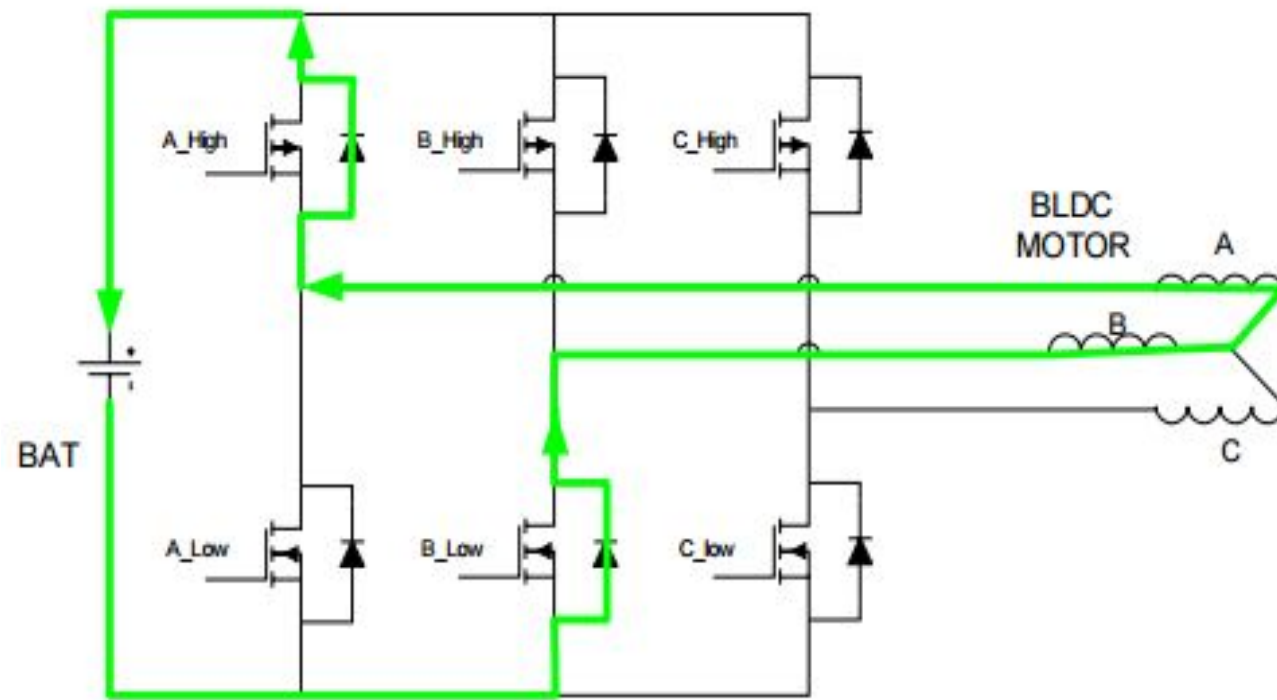 A_High
B_High
C_High
BLDC
MOTOR
A
B
+
-
BAT
C
A_Low
B_Low
C_low